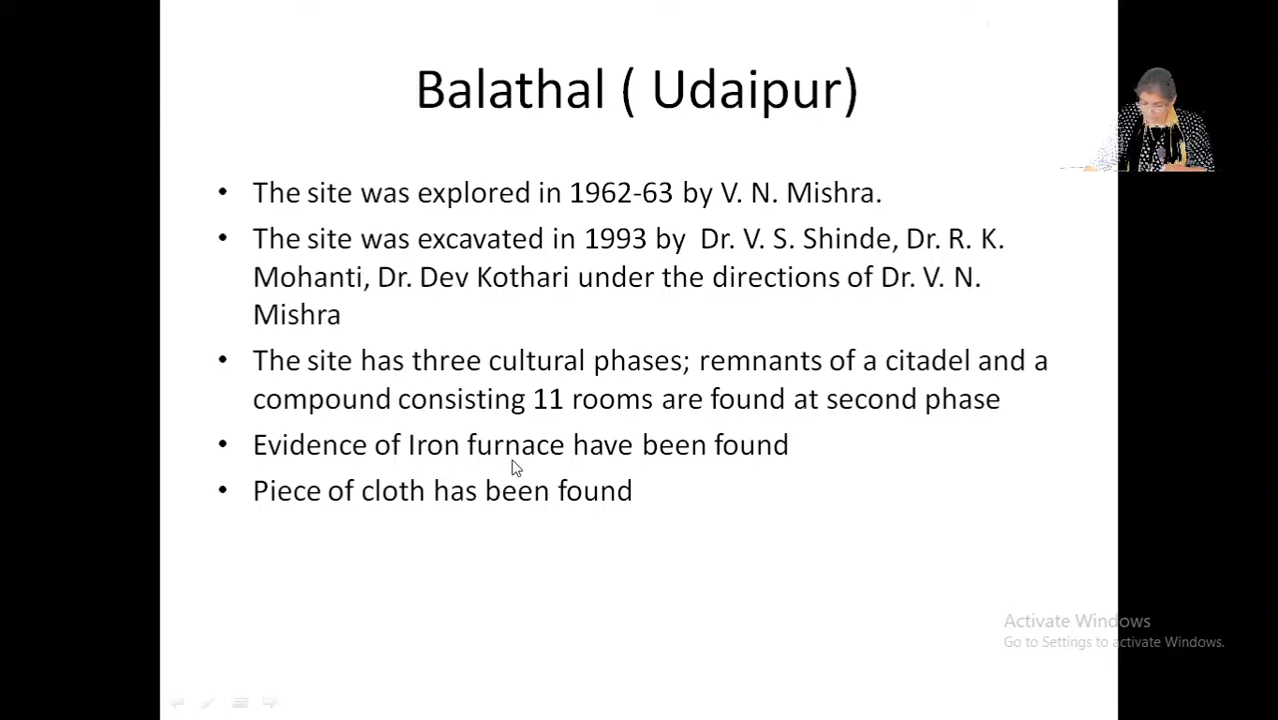 Balathal ( Udaipur)
• The site was explored in 1962-63 by V. N. Mishra.
• The site was excavated in 1993 by  Dr. V. S. Shinde, Dr. R. K.
Mohanti, Dr. Dev Kothari under the directions of Dr. V. N.
Mishra
• The site has three cultural phases; remnants of a citadel and a
compound consisting 11 rooms are found at second phase
• Evidence of Iron furnace have been found
• Piece of cloth has been found
Activate Windows
Go to Settings to activate Windows.